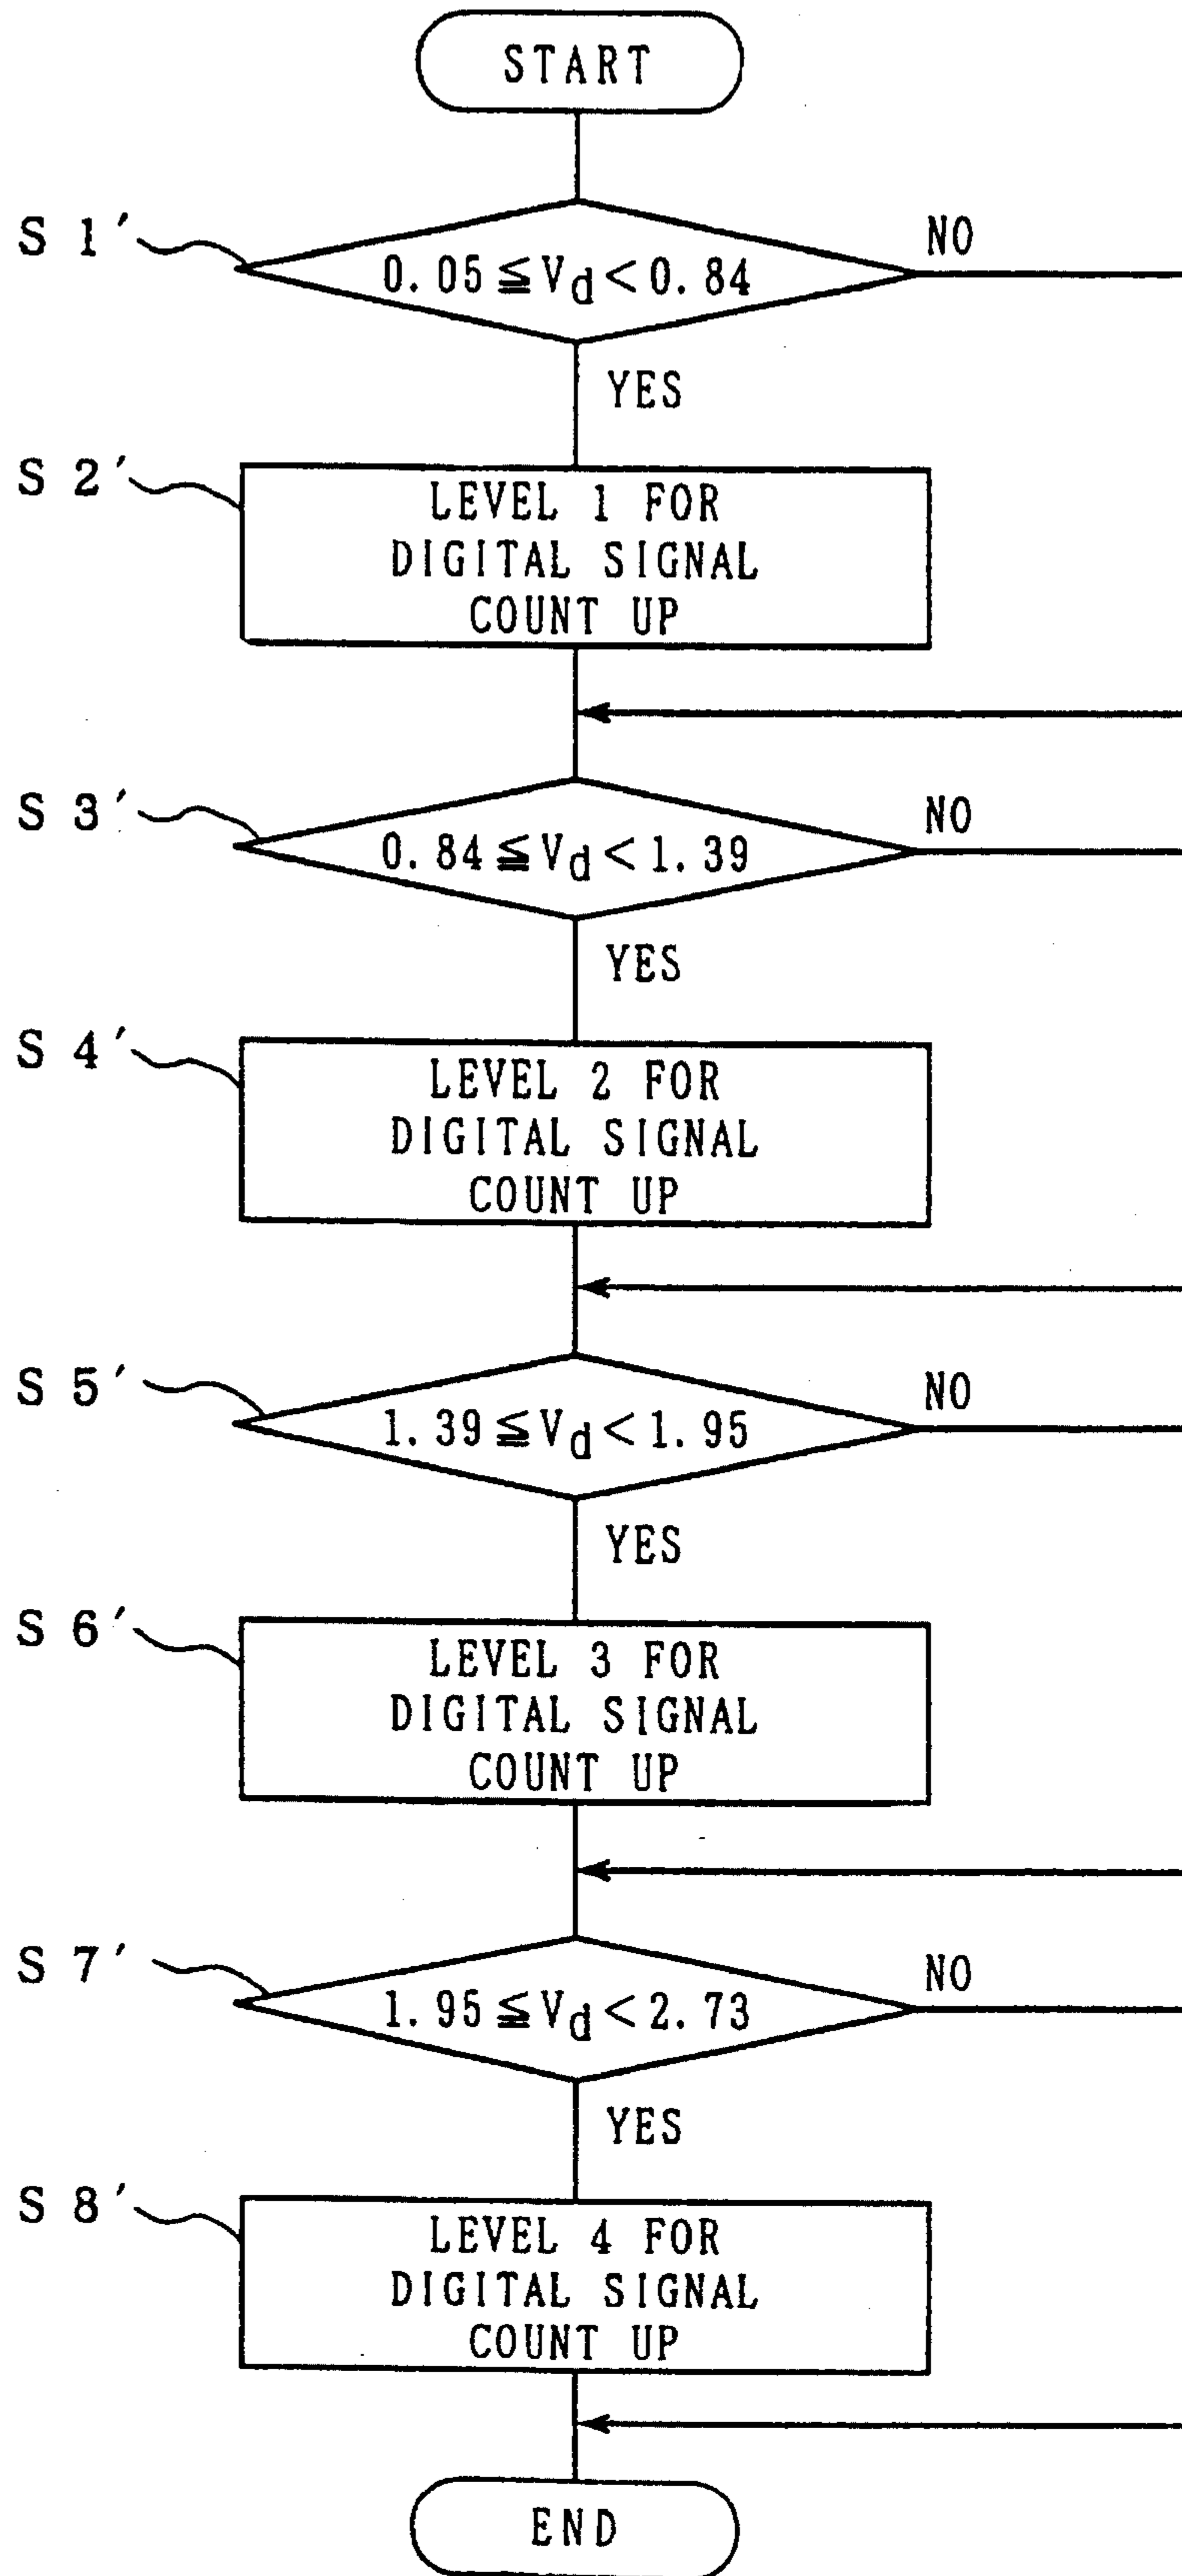 START
S 1′
0.05≦Vd<0.84
NO
YES
S 2′
LEVEL 1 FOR
DIGITAL SIGNAL
COUNT UP
S 3′
0.84≦Vd<1.39
NO
YES
S 4′
LEVEL 2 FOR
DIGITAL SIGNAL
COUNT UP
S 5′
1.39≦Vd<1.95
NO
YES
S 6′
LEVEL 3 FOR
DIGITAL SIGNAL
COUNT UP
S 7′
1.95≦Vd<2.73
NO
YES
S 8′
LEVEL 4 FOR
DIGITAL SIGNAL
COUNT UP
END